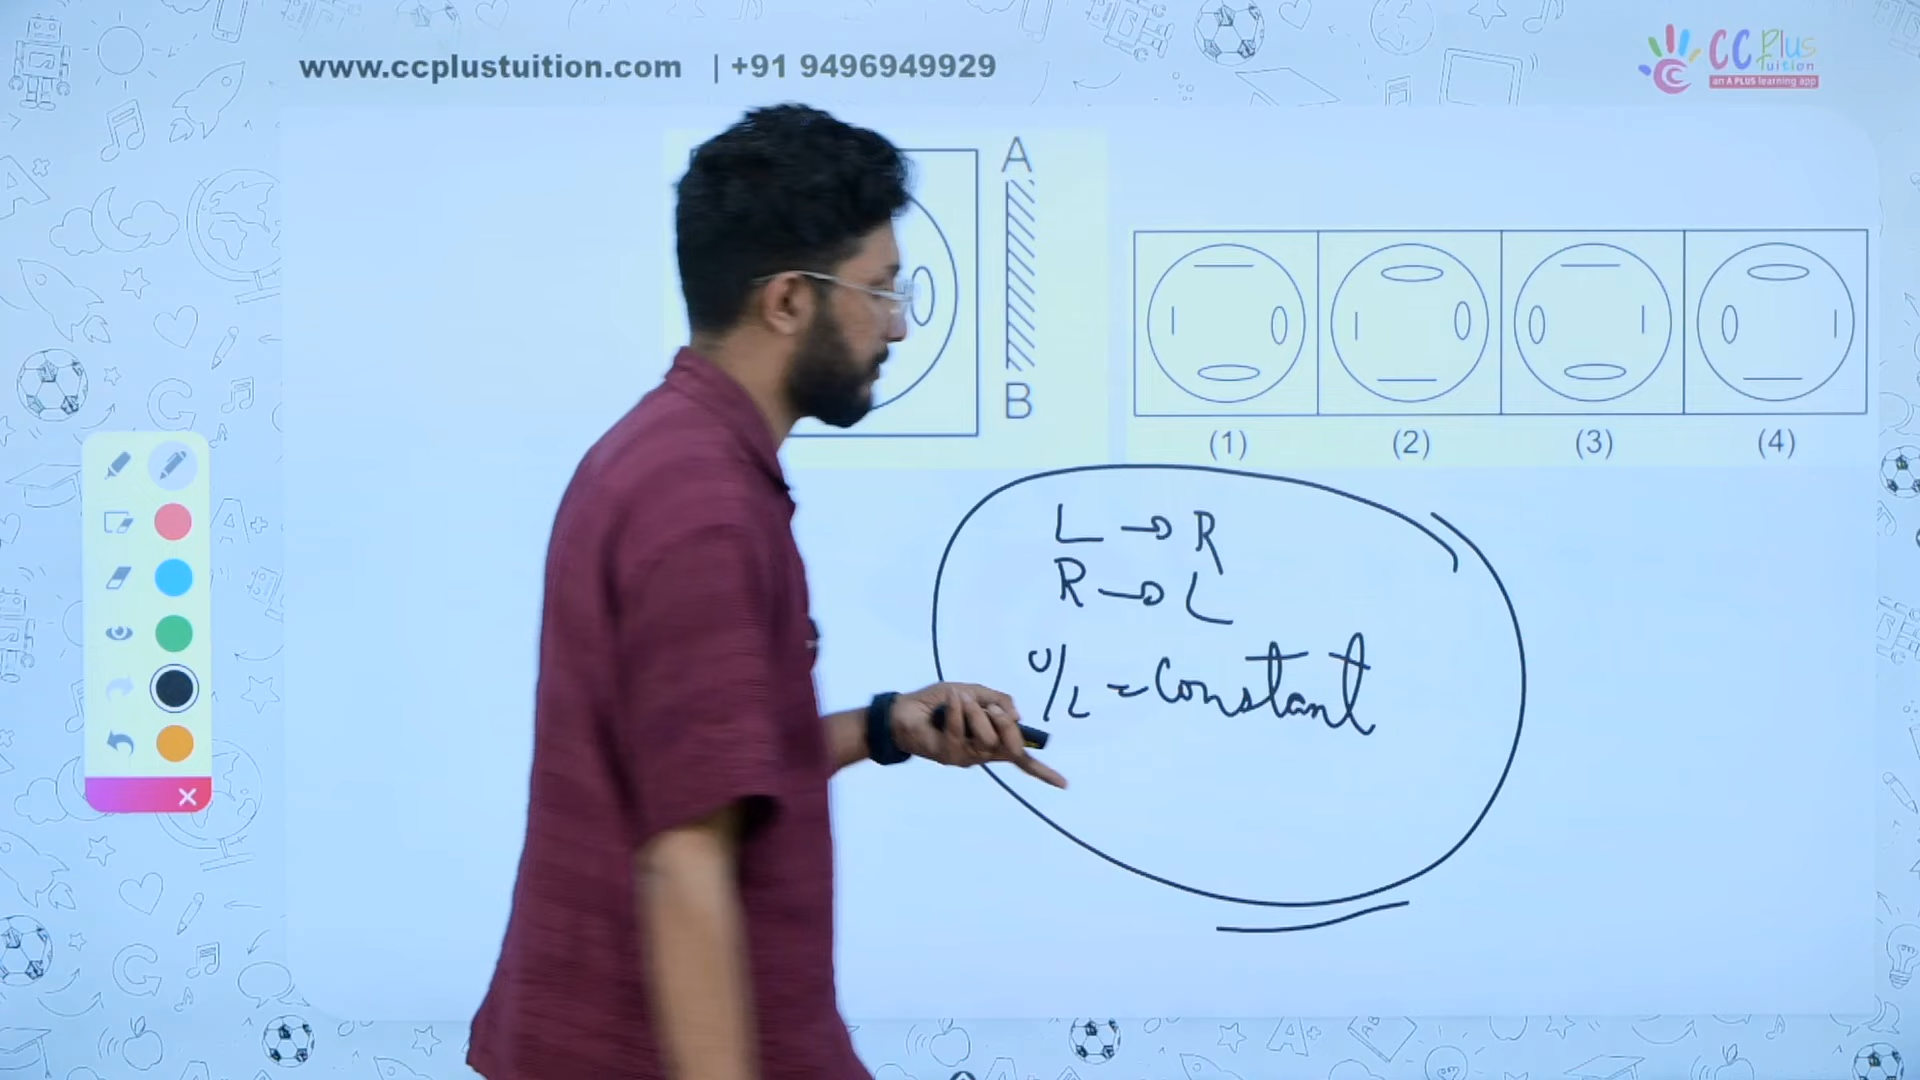 www.ccplustuition.com | +91 9496949929
CC Plus
Tuition
an A PLUS learning app
A
B
(1) (2) (3) (4)
L → R
R → L
U/L = Constant